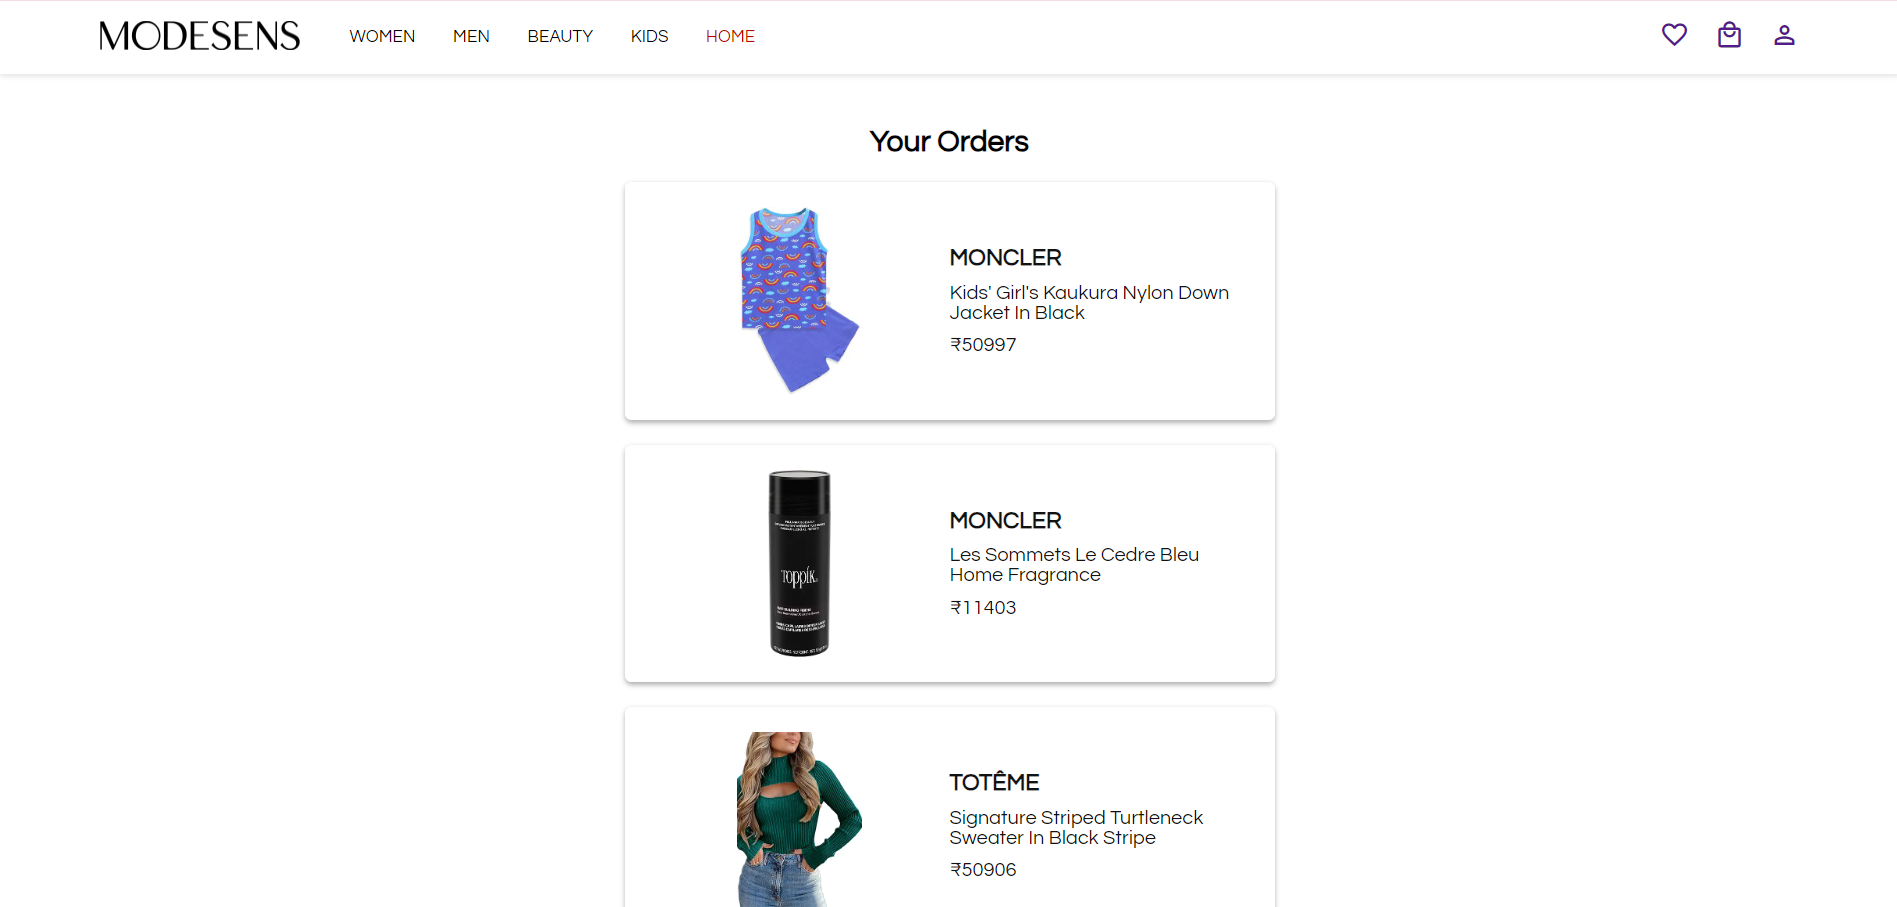 MODESENS
WOMEN MEN BEAUTY KIDS HOME
Your Orders
MONCLER
Kids' Girl's Kaukura Nylon Down
Jacket In Black
₹50997
Toppik
MONCLER
Les Sommets Le Cedre Bleu
Home Fragrance
₹11403
TOTÊME
Signature Striped Turtleneck
Sweater In Black Stripe
₹50906